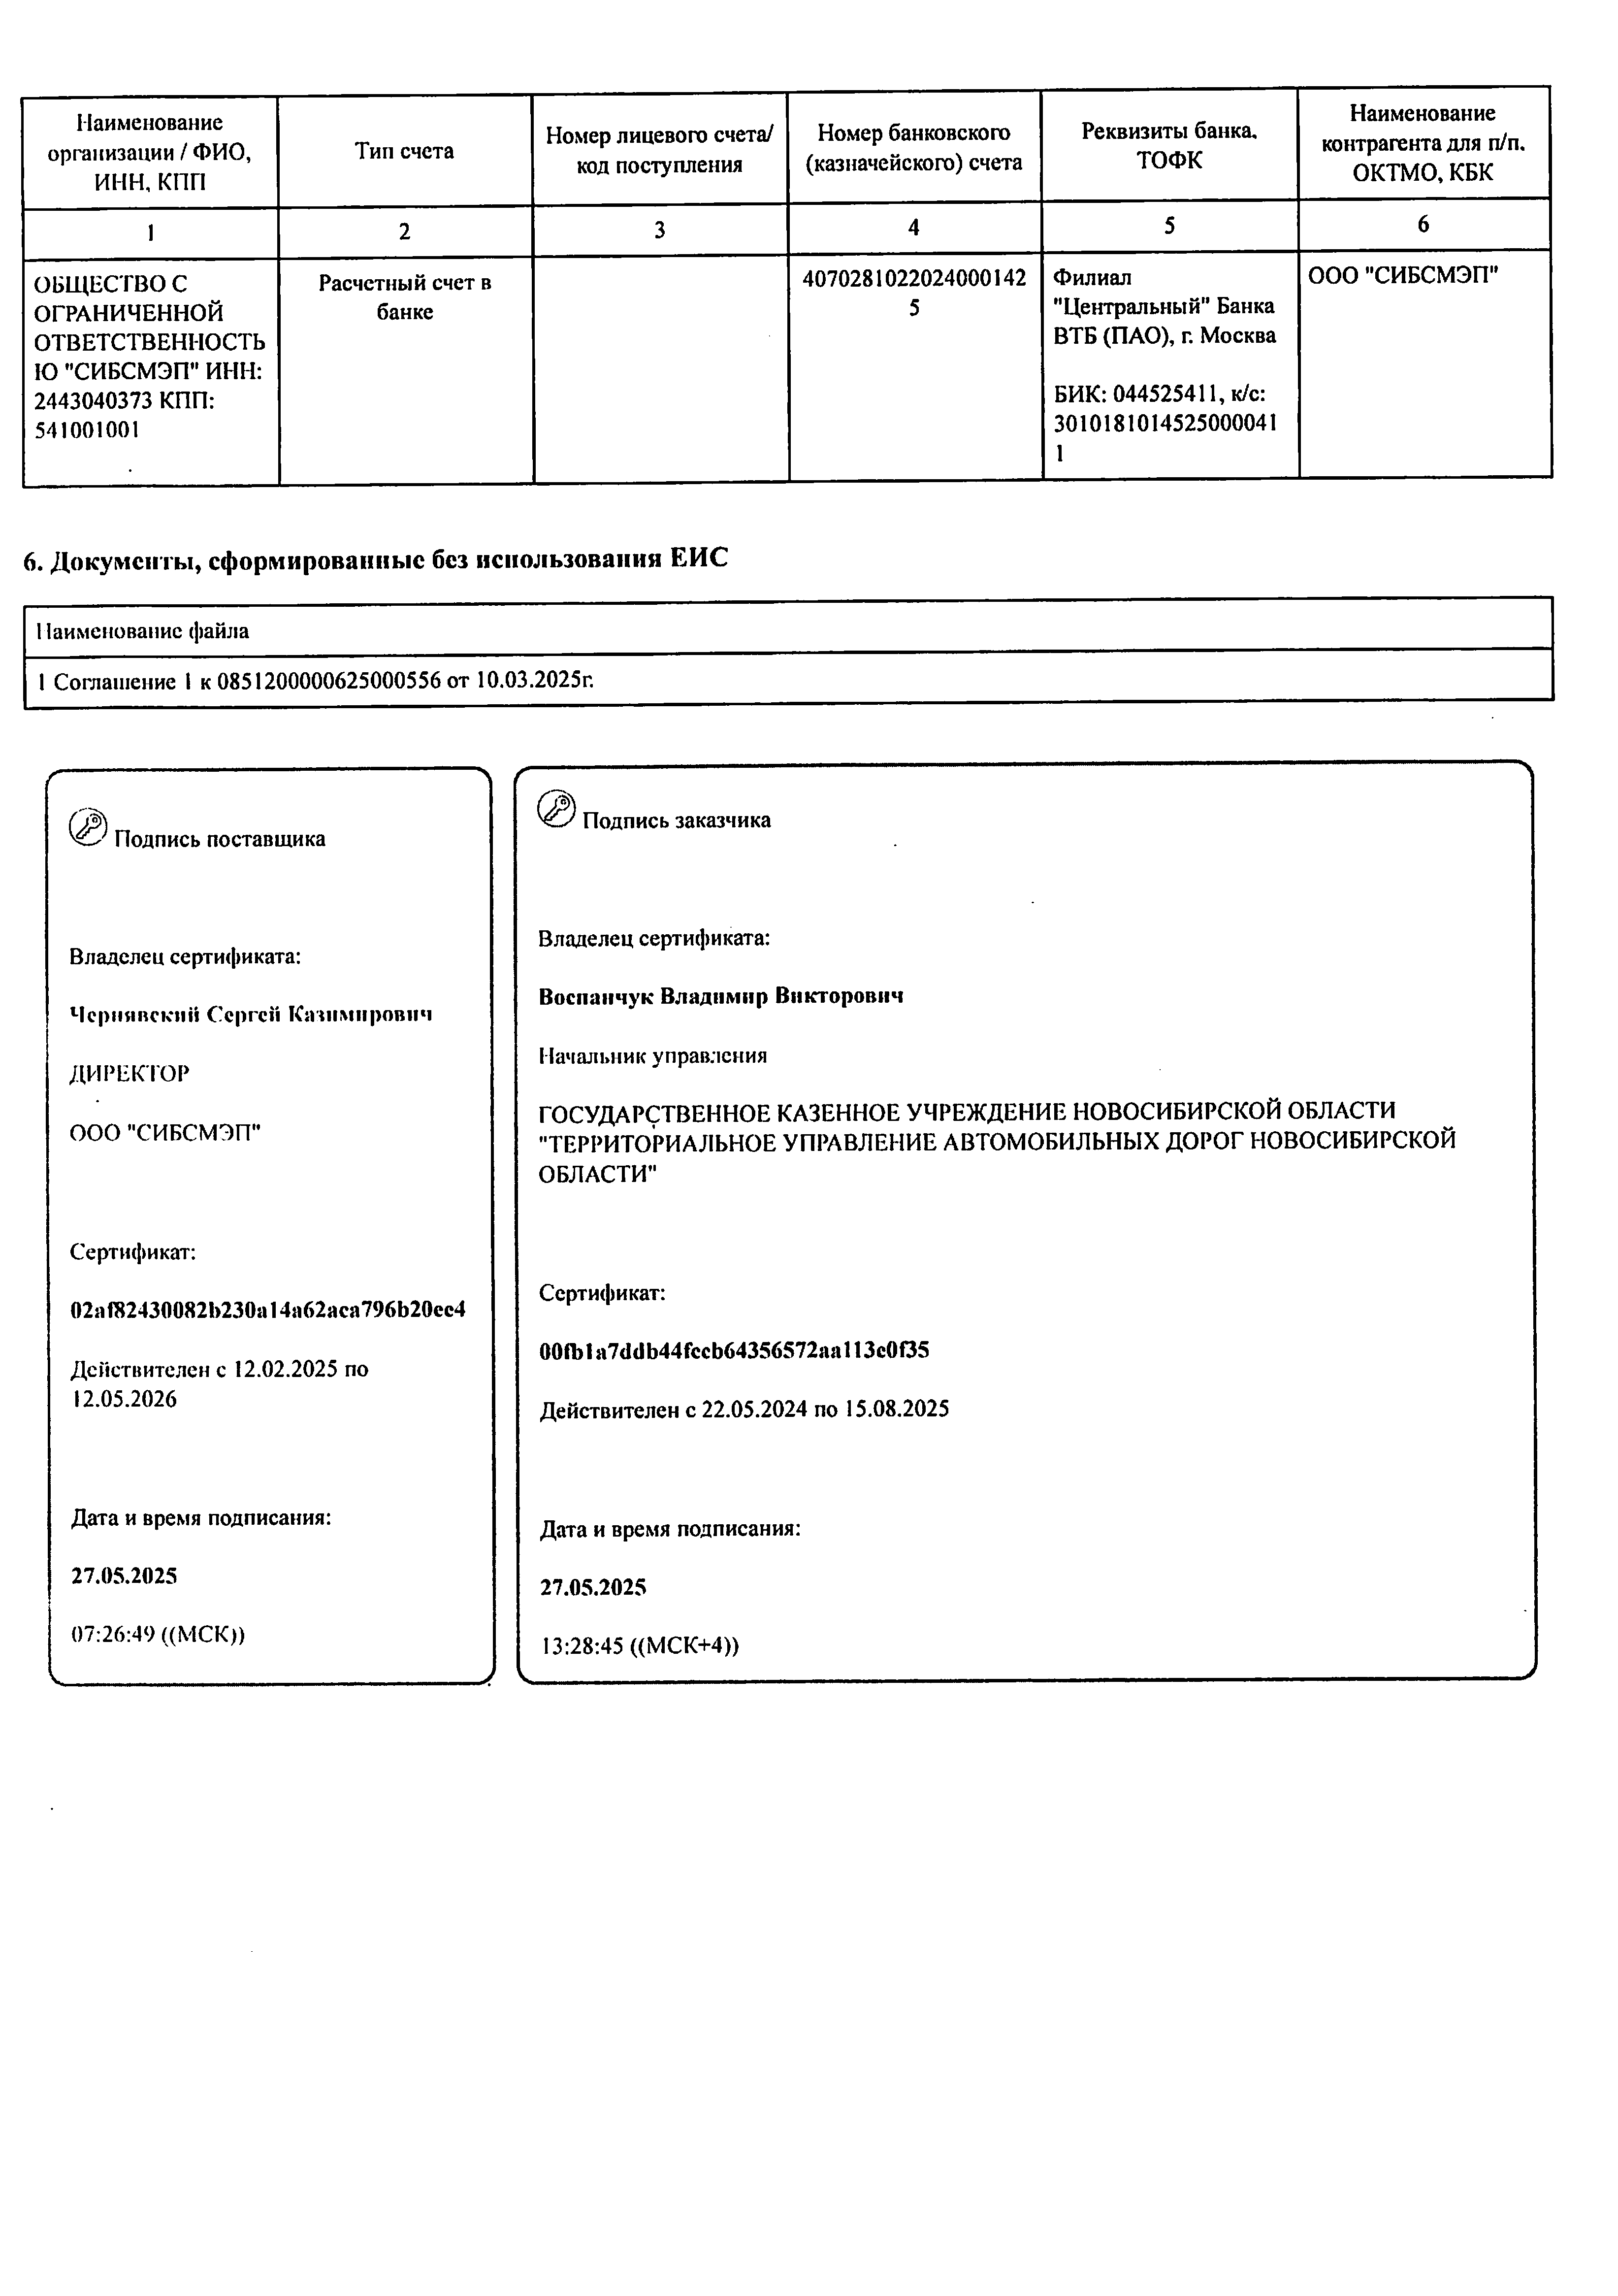 Наименование
организации / ФИО,
ИНН, КПП
Тип счета
Номер лицевого счета/
код поступления
Номер банковского
(казначейского) счета
Реквизиты банка,
ТОФК
Наименование
контрагента для п/п,
ОКТМО, КБК
1
2
3
4
5
6
ОБЩЕСТВО С
ОГРАНИЧЕННОЙ
ОТВЕТСТВЕННОСТЬ
Ю "СИБСМЭП" ИНН:
2443040373 КПП:
541001001
Расчетный счет в
банке
4070281022024000142
5
Филиал
"Центральный" Банка
ВТБ (ПАО), г. Москва
БИК: 044525411, к/с:
3010181014525000041
1
ООО "СИБСМЭП"
6. Документы, сформированные без использования ЕИС
Наименование файла
1 Соглашение 1 к 0851200000625000556 от 10.03.2025г.
Подпись поставщика
Владелец сертификата:
Чернявский Сергей Казимирович
ДИРЕКТОР
ООО "СИБСМЭП"
Сертификат:
02af82430082b230a14a62aca796b20ec4
Действителен с 12.02.2025 по
12.05.2026
Дата и время подписания:
27.05.2025
07:26:49 ((МСК))
Подпись заказчика
Владелец сертификата:
Воспанчук Владимир Викторович
Начальник управления
ГОСУДАРСТВЕННОЕ КАЗЕННОЕ УЧРЕЖДЕНИЕ НОВОСИБИРСКОЙ ОБЛАСТИ
"ТЕРРИТОРИАЛЬНОЕ УПРАВЛЕНИЕ АВТОМОБИЛЬНЫХ ДОРОГ НОВОСИБИРСКОЙ
ОБЛАСТИ"
Сертификат:
00fb1a7ddb44fccb64356572aa113c0f35
Действителен с 22.05.2024 по 15.08.2025
Дата и время подписания:
27.05.2025
13:28:45 ((МСК+4))